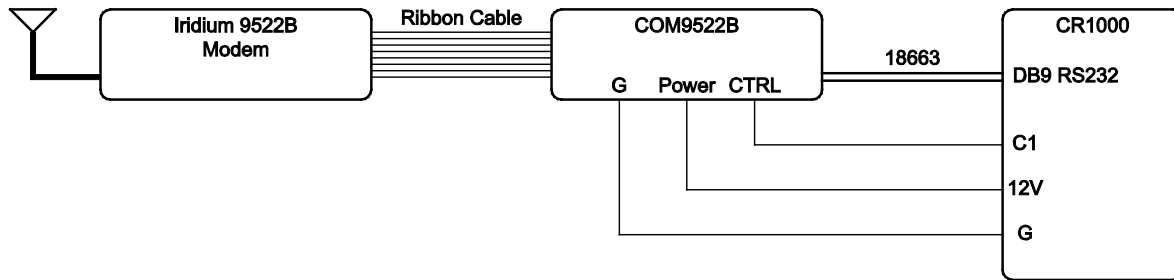 Iridium 9522B
Modem
Ribbon Cable
COM9522B
G Power CTRL
18663
CR1000
DB9 RS232
C1
12V
G